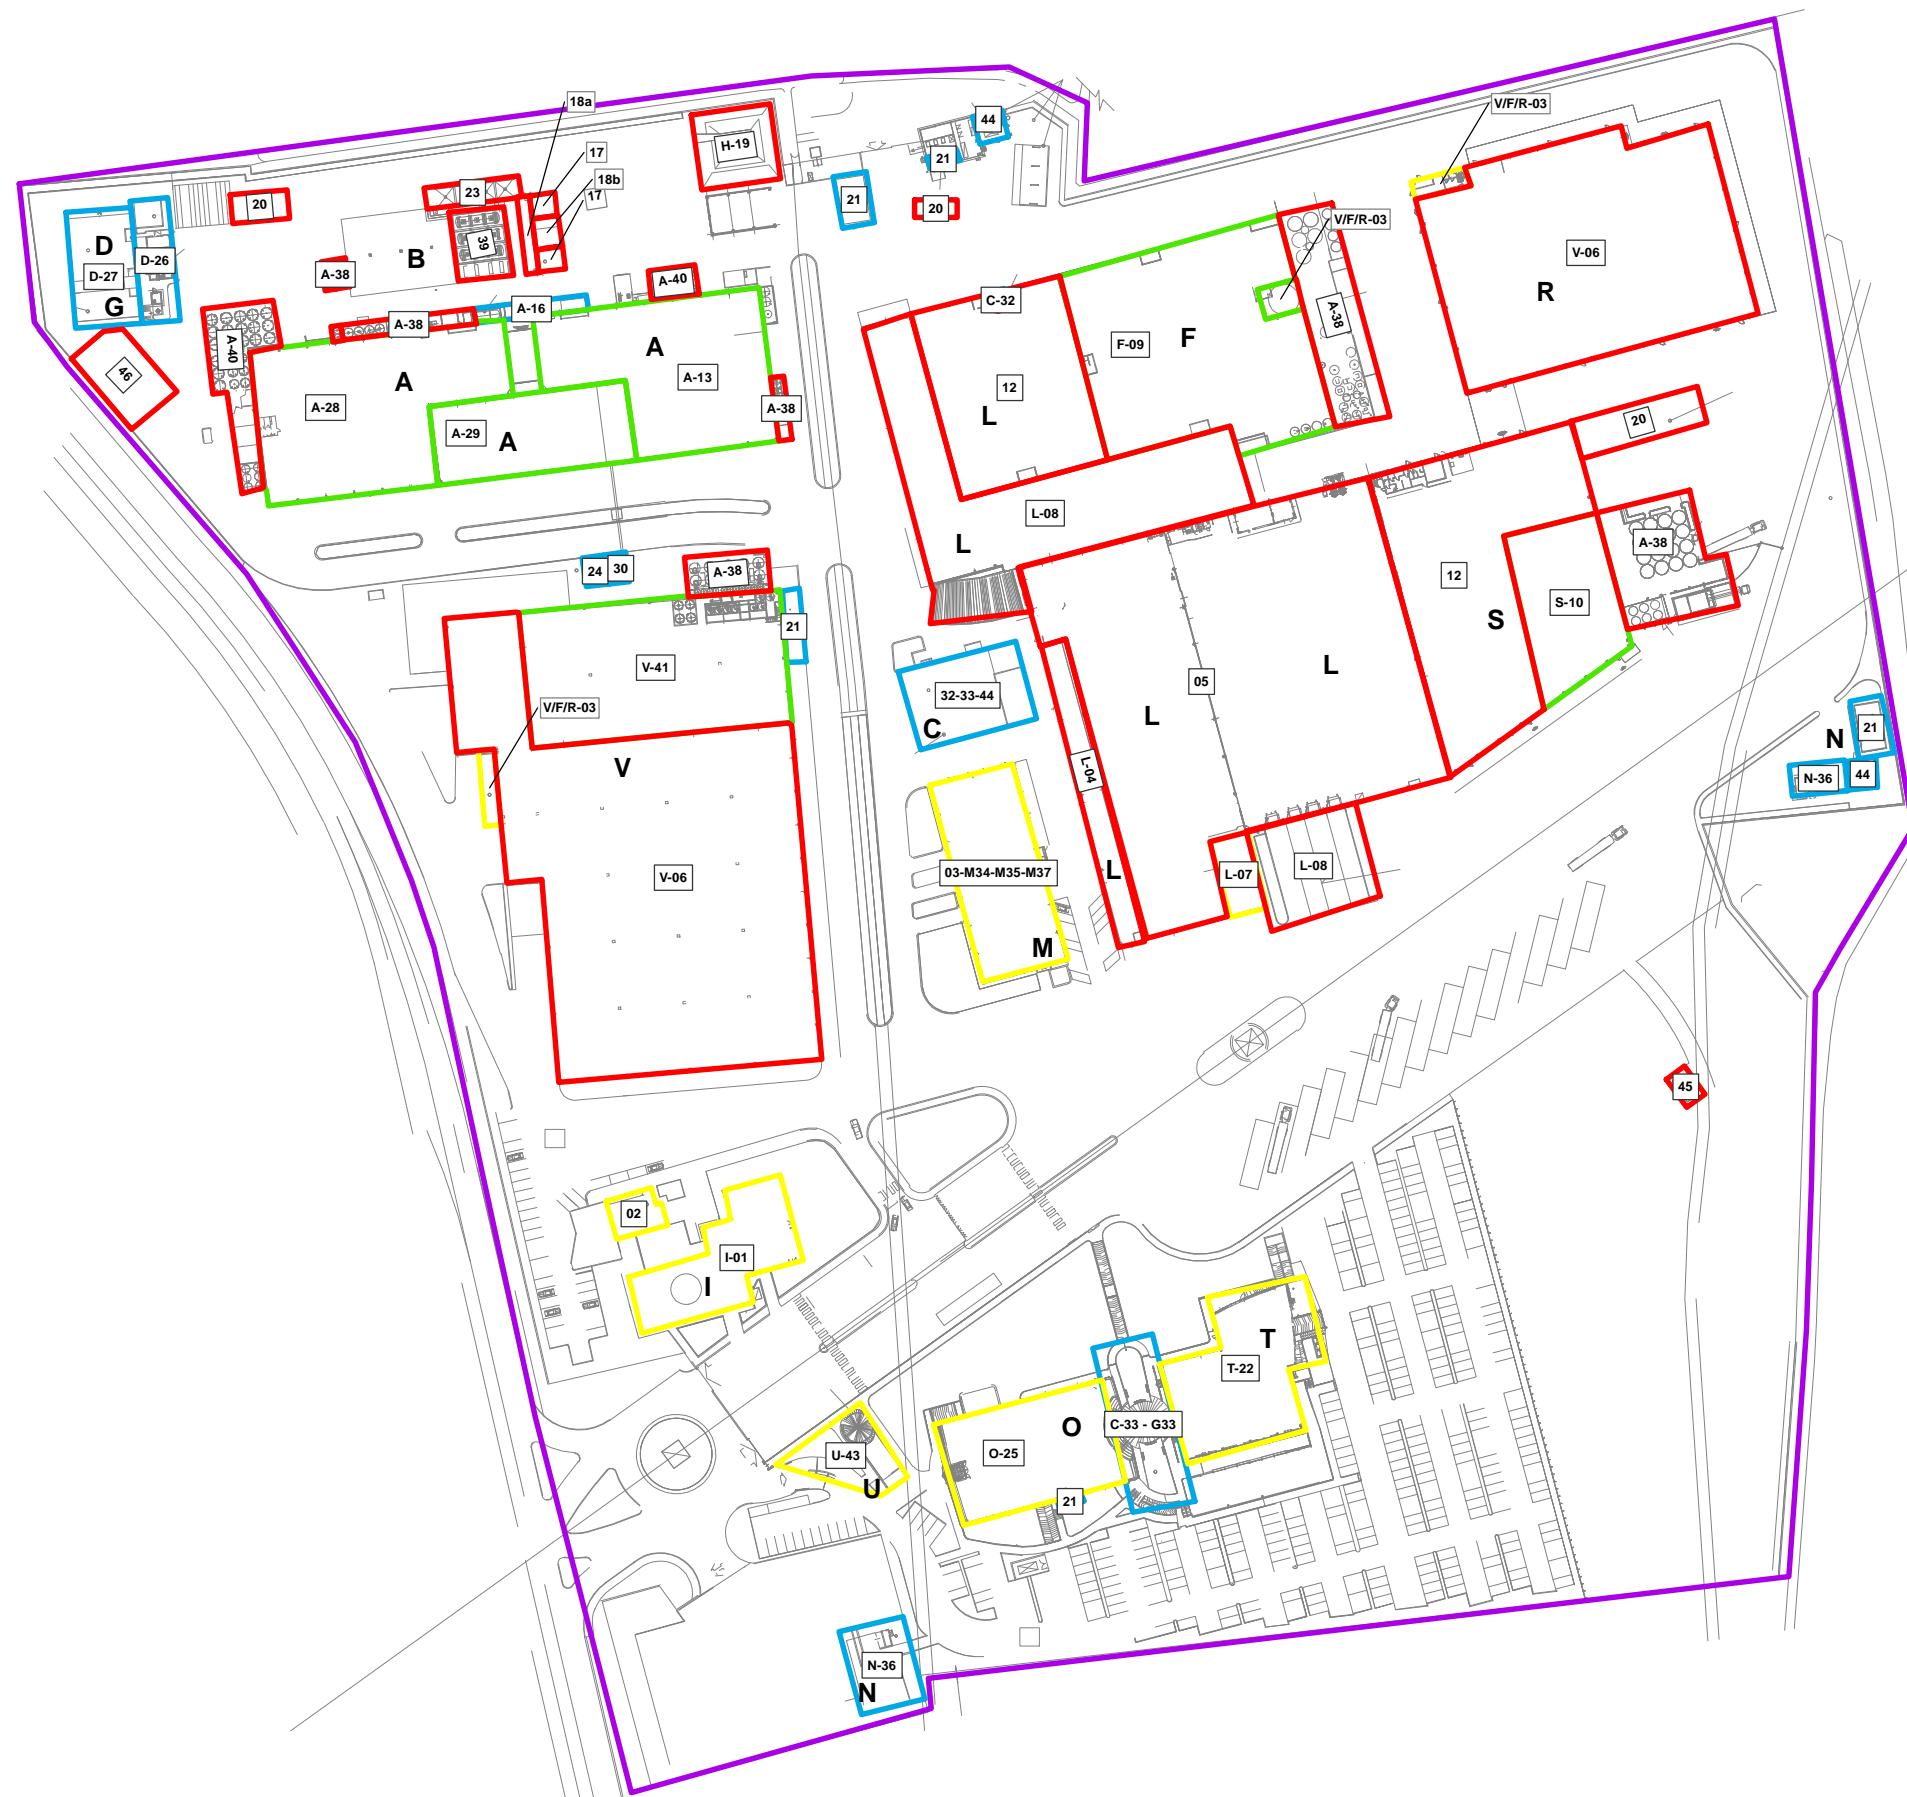 18a
V/F/R-03
44
H-19
17
21
18b
23
17
20
21
20
V/F/R-03
39
D
B
D-26
V-06
D-27
A-38
A-40
R
G
A-16
C-32
A-38
A-38
F
A-40
A
F-09
46
A
A-13
12
A-28
A-38
L
20
A-29
A
L-08
L
A-38
24
30
A-38
12
S-10
21
S
V-41
L
05
32-33-44
V/F/R-03
L
C
21
N
V
L-04
N-36
44
L-08
L
03-M34-M35-M37
L-07
V-06
M
45
02
I-01
I
T
T-22
O
C-33 - G33
O-25
U-43
U
21
N-36
N